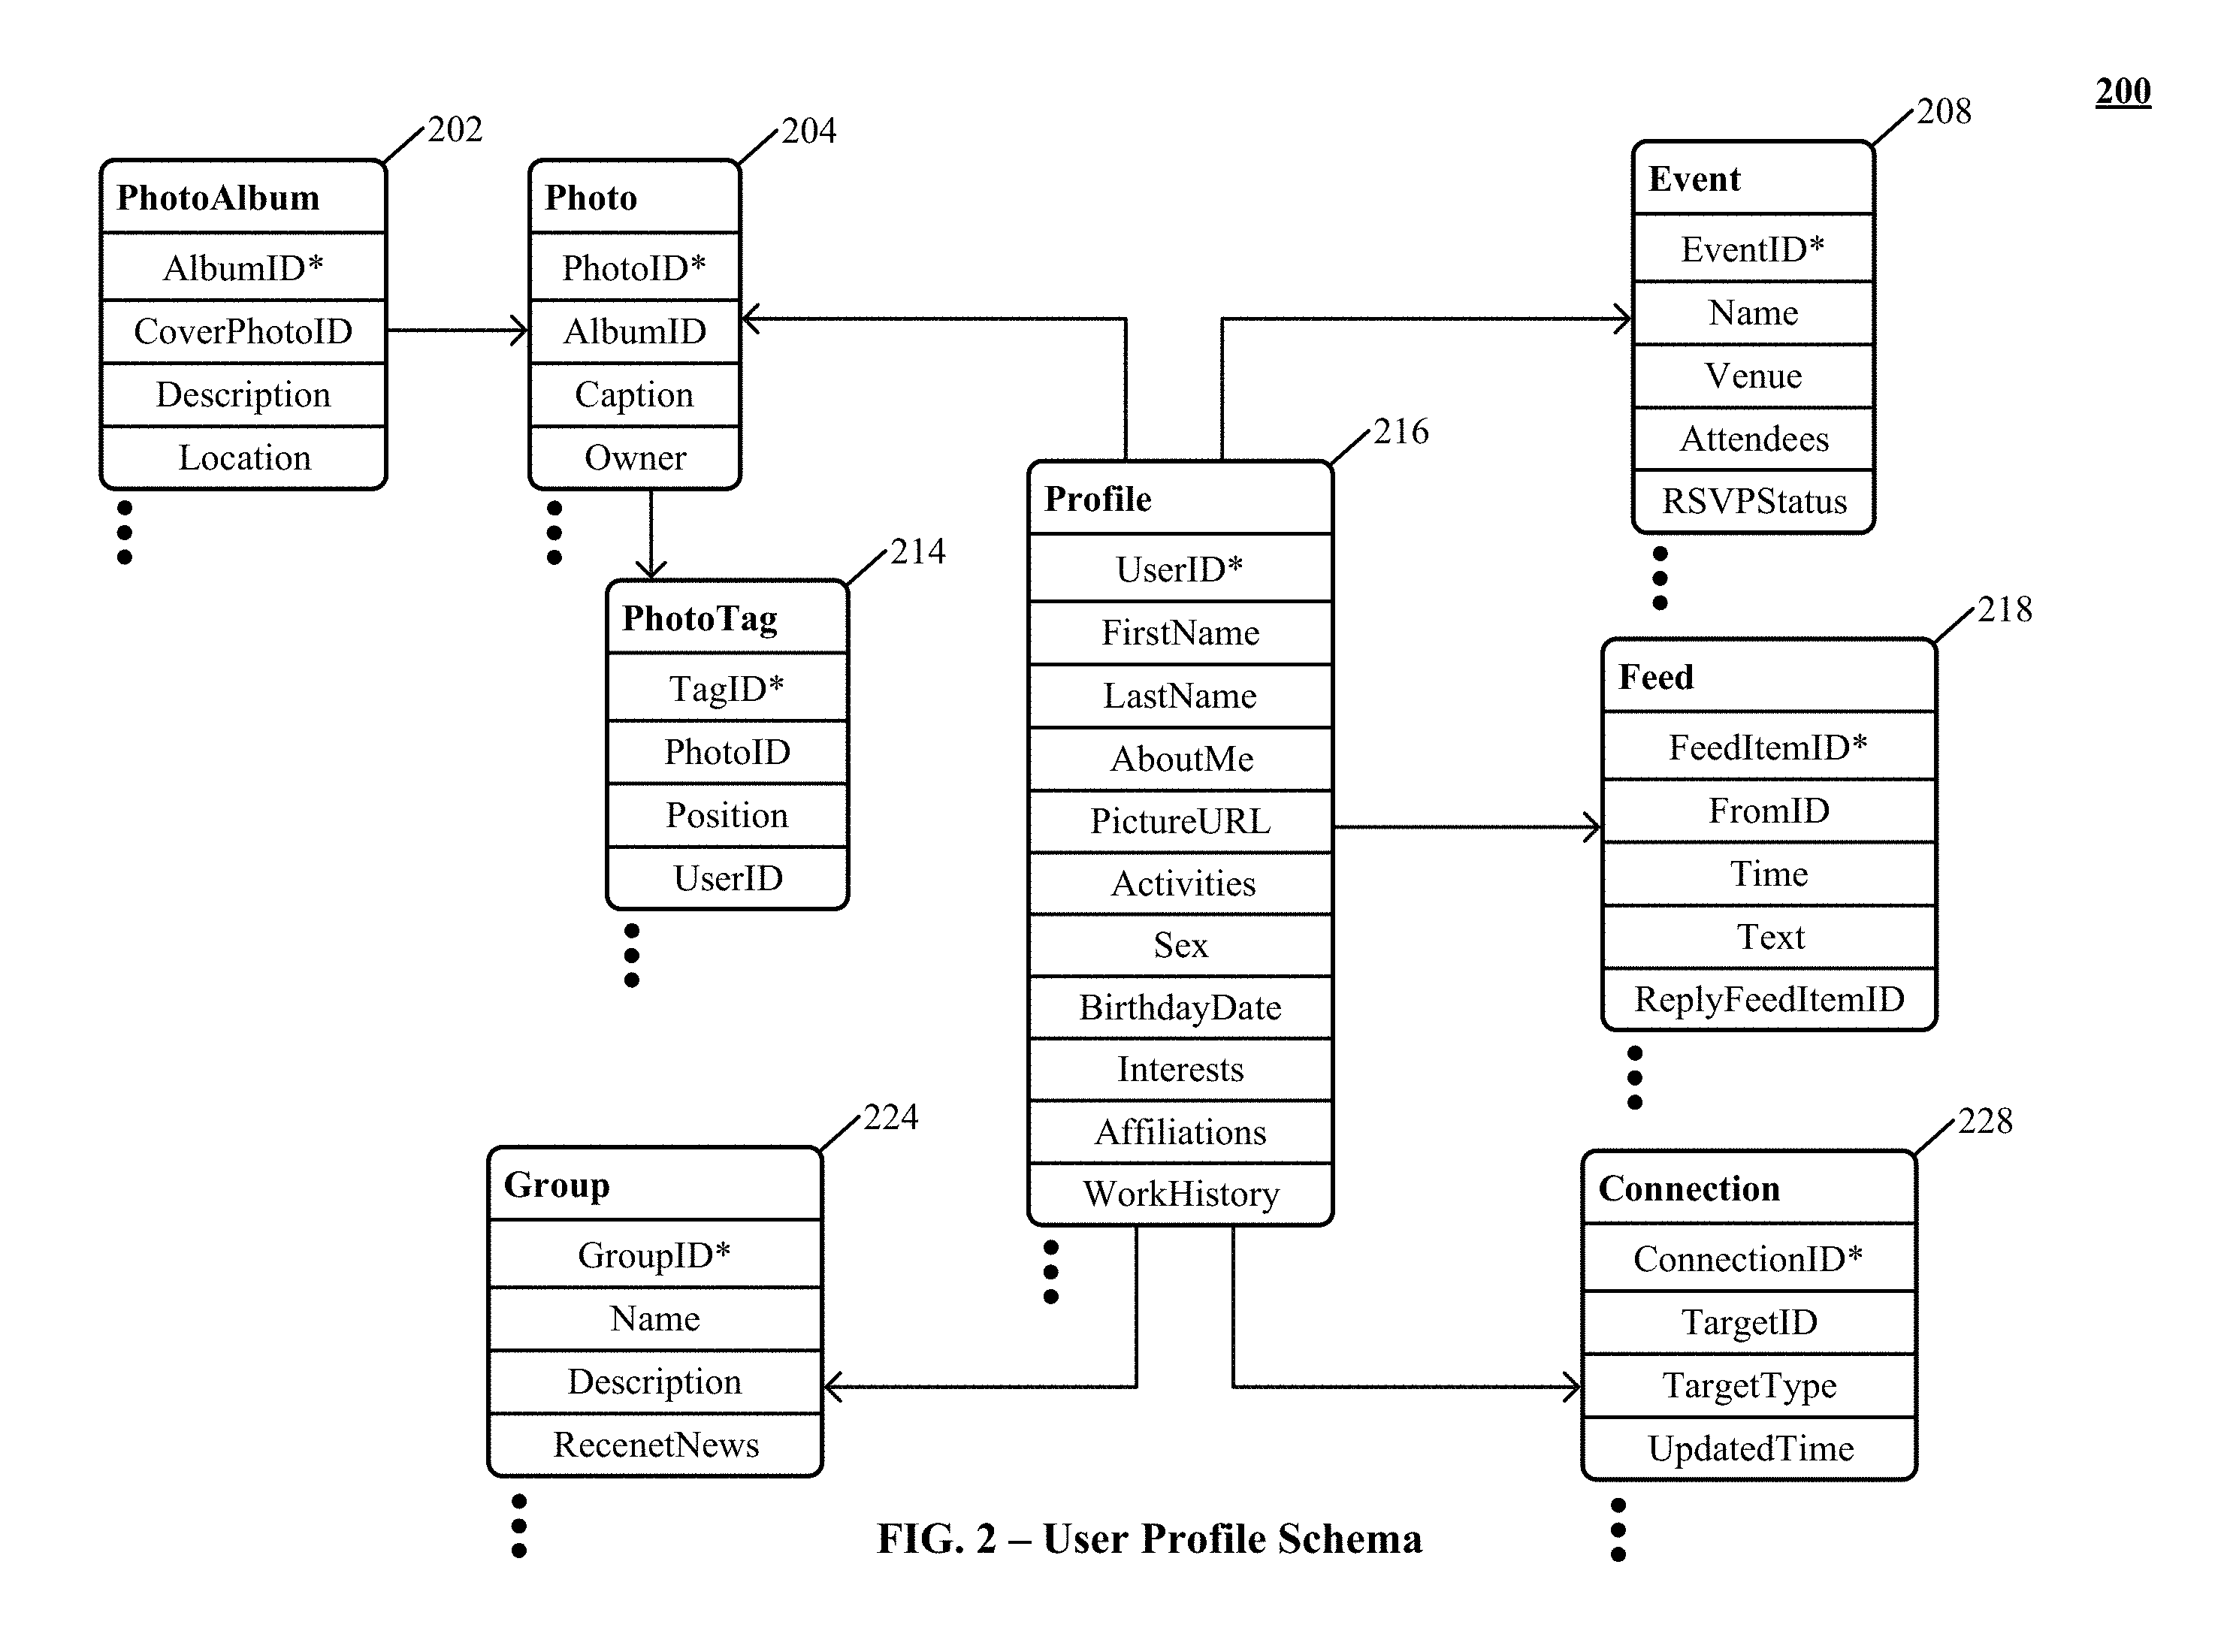 200
202
PhotoAlbum
AlbumID*
CoverPhotoID
Description
Location
204
Photo
PhotoID*
AlbumID
Caption
Owner
208
Event
EventID*
Name
Venue
Attendees
RSVPStatus
214
PhotoTag
TagID*
PhotoID
Position
UserID
216
Profile
UserID*
FirstName
LastName
AboutMe
PictureURL
Activities
Sex
BirthdayDate
Interests
Affiliations
WorkHistory
218
Feed
FeedItemID*
FromID
Time
Text
ReplyFeedItemID
224
Group
GroupID*
Name
Description
RecenetNews
228
Connection
ConnectionID*
TargetID
TargetType
UpdatedTime
FIG. 2 – User Profile Schema